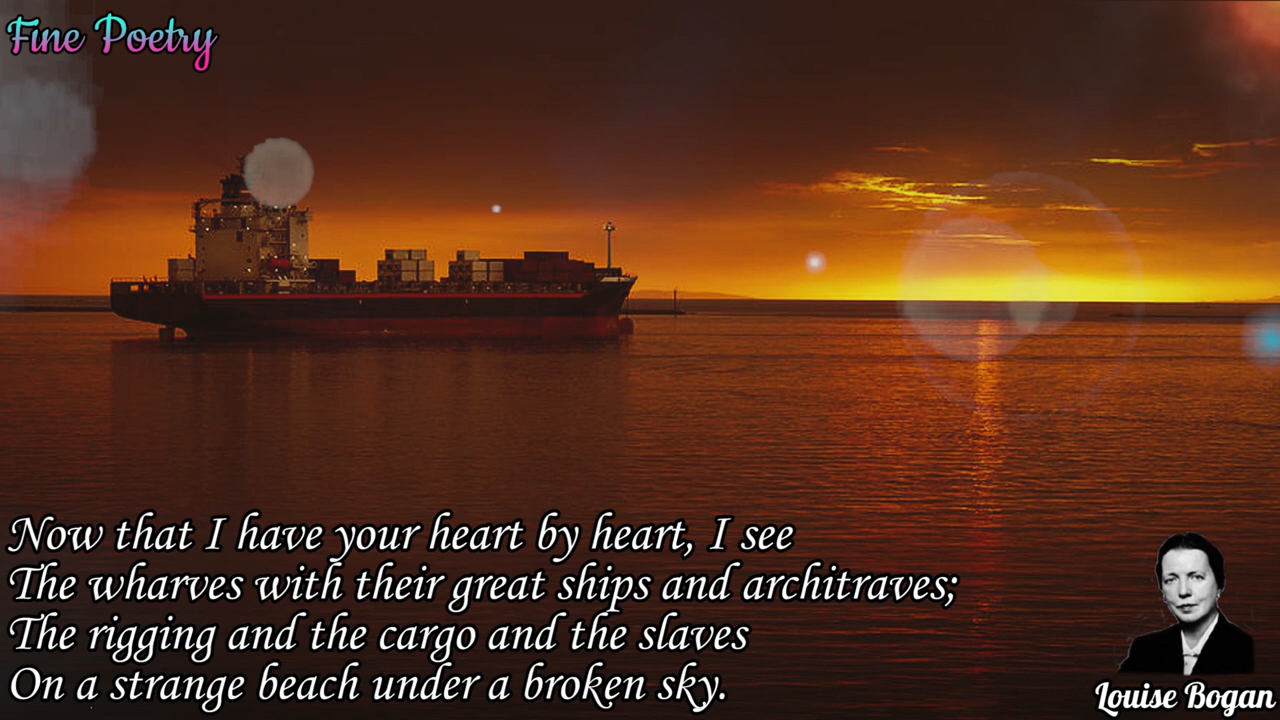 Fine Poetry
Now that I have your heart by heart, I see
The wharves with their great ships and architraves;
The rigging and the cargo and the slaves
On a strange beach under a broken sky.
Louise Bogan